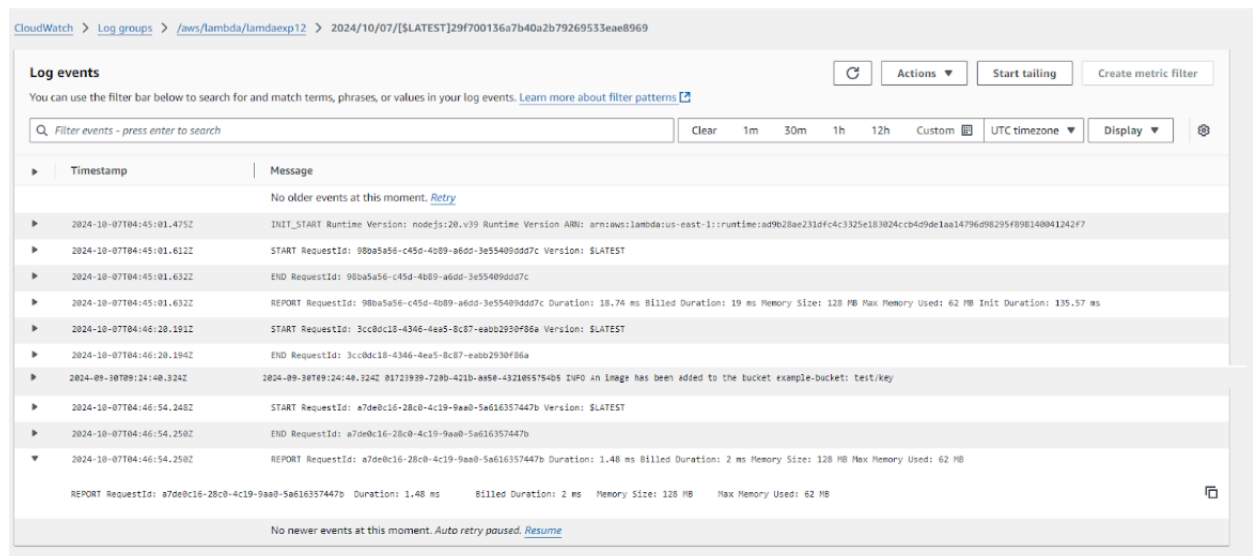 CloudWatch > Log groups > /aws/lambda/lamdaexp12 > 2024/10/07/[$LATEST]29f700136a7b40a2b79269533eae8969
Log events
Actions ▼ Start tailing Create metric filter
You can use the filter bar below to search for and match terms, phrases, or values in your log events. Learn more about filter patterns
Filter events - press enter to search
Clear 1m 30m 1h 12h Custom UTC timezone ▼ Display ▼
Timestamp Message
No older events at this moment. Retry
2024-10-07T04:45:01.475Z INIT_START Runtime Version: nodejs:20.v39 Runtime Version ARN: arn:aws:lambda:us-east-1::runtime:ad9b28ae231dfc4c3325e183024ccb4d9de1aa14796d98295f898140041242f7
2024-10-07T04:45:01.612Z START RequestId: 98ba5a56-c45d-4b89-a6dd-3e55409ddd7c Version: $LATEST
2024-10-07T04:45:01.632Z END RequestId: 98ba5a56-c45d-4b89-a6dd-3e55409ddd7c
2024-10-07T04:45:01.632Z REPORT RequestId: 98ba5a56-c45d-4b89-a6dd-3e55409ddd7c Duration: 18.74 ms Billed Duration: 19 ms Memory Size: 128 MB Max Memory Used: 62 MB Init Duration: 135.57 ms
2024-10-07T04:46:20.191Z START RequestId: 3cc0dc18-4346-4ea5-8c87-eabb2930f86a Version: $LATEST
2024-10-07T04:46:20.194Z END RequestId: 3cc0dc18-4346-4ea5-8c87-eabb2930f86a
2024-09-30T09:24:40.324Z 2024-09-30T09:24:40.324Z 01723939-720b-421b-aa50-4321055754b5 INFO An image has been added to the bucket example-bucket: test/key
2024-10-07T04:46:54.248Z START RequestId: a7de0c16-28c0-4c19-9aa0-5a616357447b Version: $LATEST
2024-10-07T04:46:54.250Z END RequestId: a7de0c16-28c0-4c19-9aa0-5a616357447b
2024-10-07T04:46:54.250Z REPORT RequestId: a7de0c16-28c0-4c19-9aa0-5a616357447b Duration: 1.48 ms Billed Duration: 2 ms Memory Size: 128 MB Max Memory Used: 62 MB
REPORT RequestId: a7de0c16-28c0-4c19-9aa0-5a616357447b Duration: 1.48 ms Billed Duration: 2 ms Memory Size: 128 MB Max Memory Used: 62 MB
No newer events at this moment. Auto retry paused. Resume